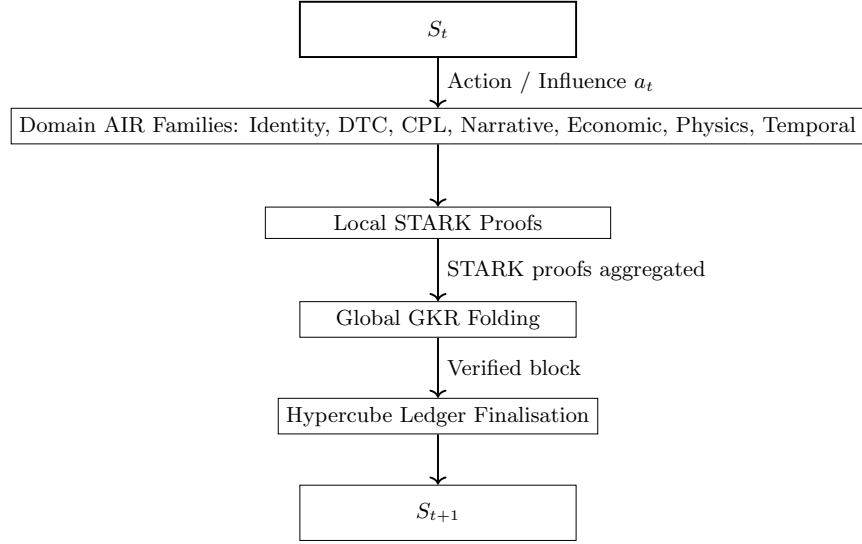 S_t
Action / Influence a_t
Domain AIR Families: Identity, DTC, CPL, Narrative, Economic, Physics, Temporal
Local STARK Proofs
STARK proofs aggregated
Global GKR Folding
Verified block
Hypercube Ledger Finalisation
S_{t+1}